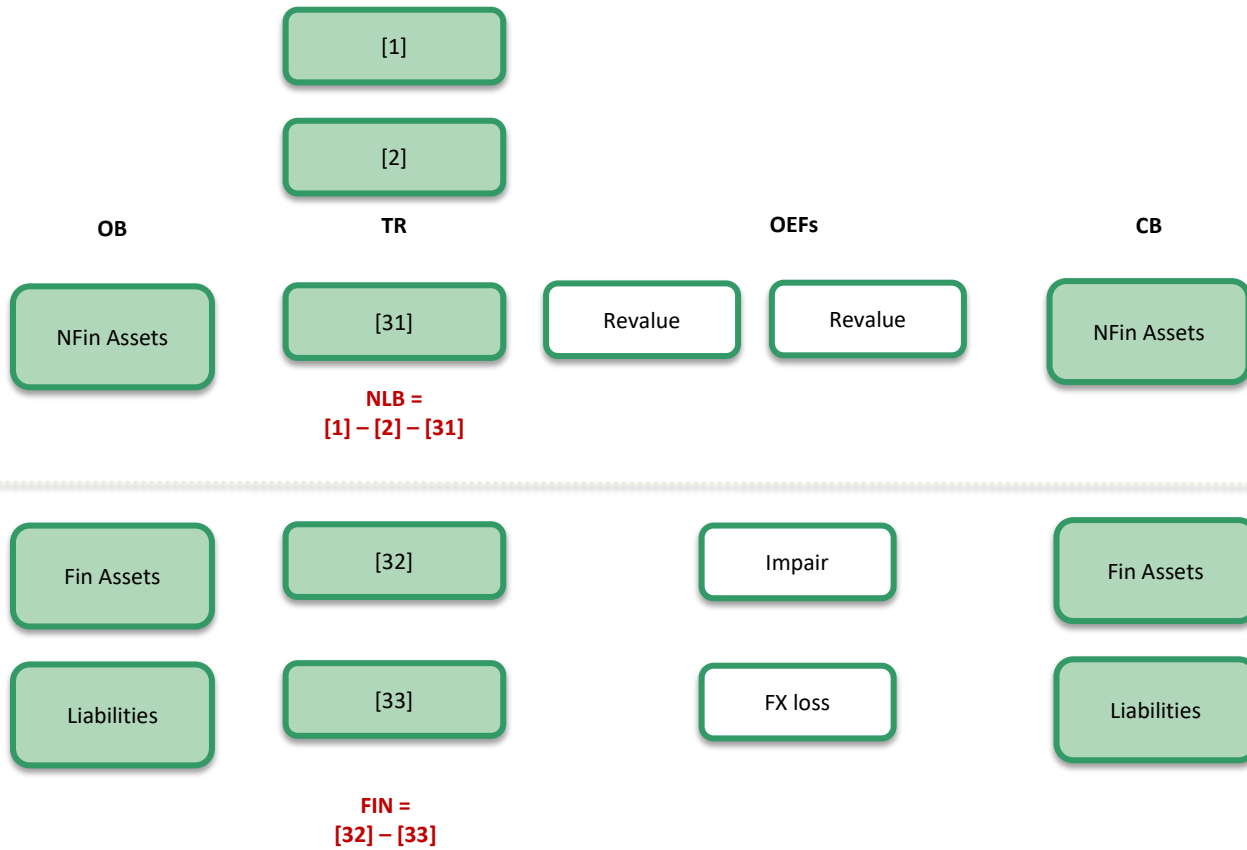 [1]
[2]
OB
TR
OEFs
CB
NFin Assets
[31]
Revalue
Revalue
NFin Assets
NLB =
[1] – [2] – [31]
Fin Assets
[32]
Impair
Fin Assets
Liabilities
[33]
FX loss
Liabilities
FIN =
[32] – [33]